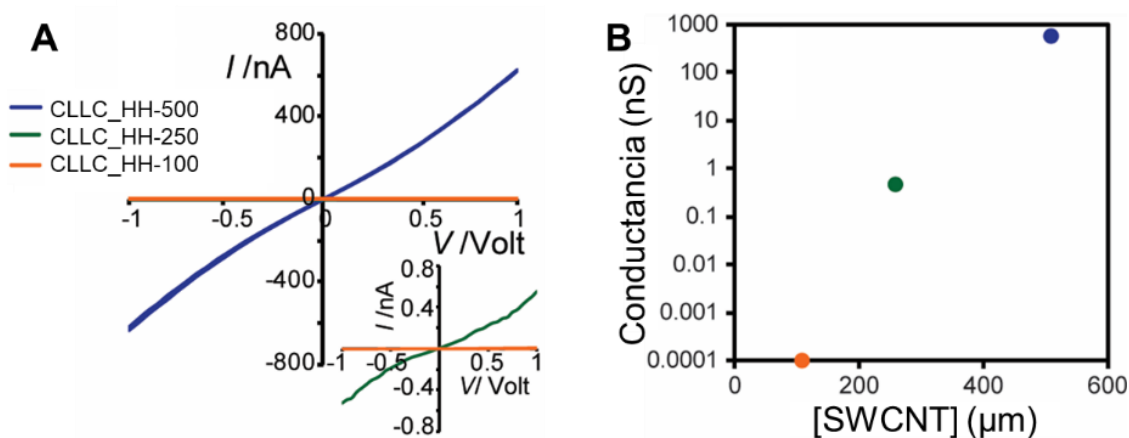 A
I /nA
800
400
0
-400
-800
-1
-0.5
0
0.5
1
V /Volt
CLLC_HH-500
CLLC_HH-250
CLLC_HH-100
I /nA
0.8
0.4
-0.4
-0.8
-1
-0.5
0.5
1
V/ Volt
B
Conductancia (nS)
1000
100
10
1
0.1
0.01
0.001
0.0001
0
200
400
600
[SWCNT] (µm)